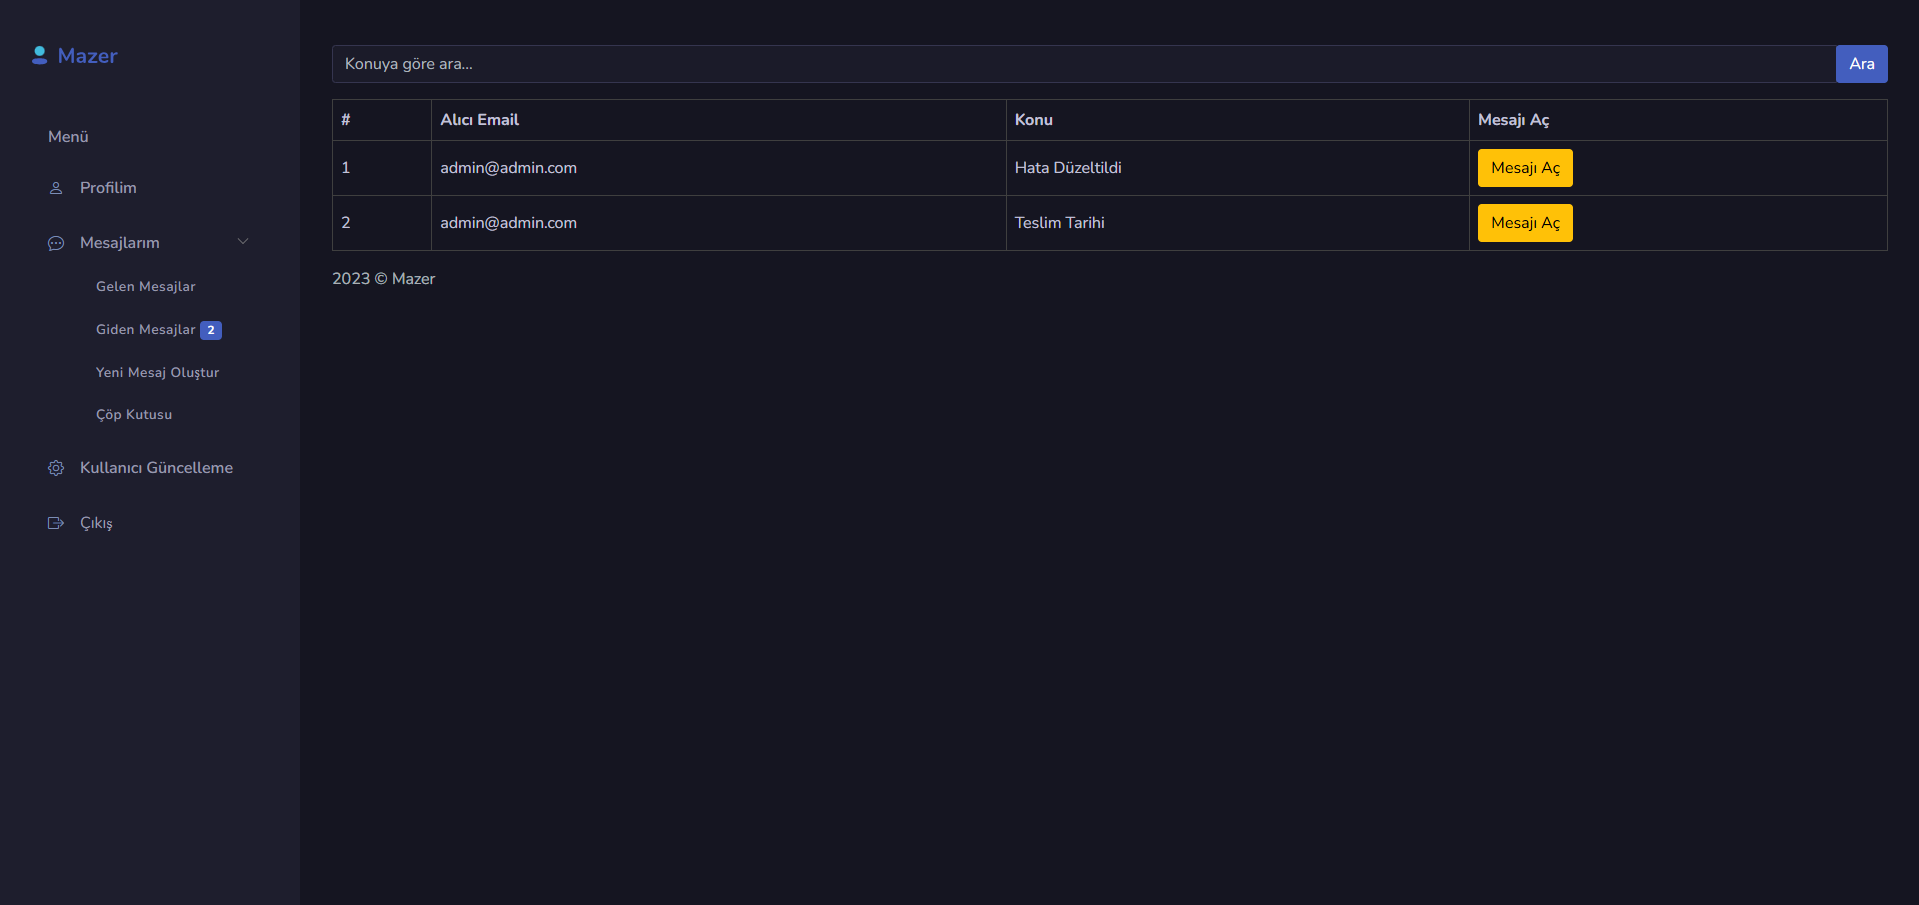 Mazer
Menü
Profilim
Mesajlarım
Gelen Mesajlar
Giden Mesajlar 2
Yeni Mesaj Oluştur
Çöp Kutusu
Kullanıcı Güncelleme
Çıkış
Konuya göre ara... Ara
# Alıcı Email Konu Mesajı Aç
1 admin@admin.com Hata Düzeltildi Mesajı Aç
2 admin@admin.com Teslim Tarihi Mesajı Aç
2023 © Mazer